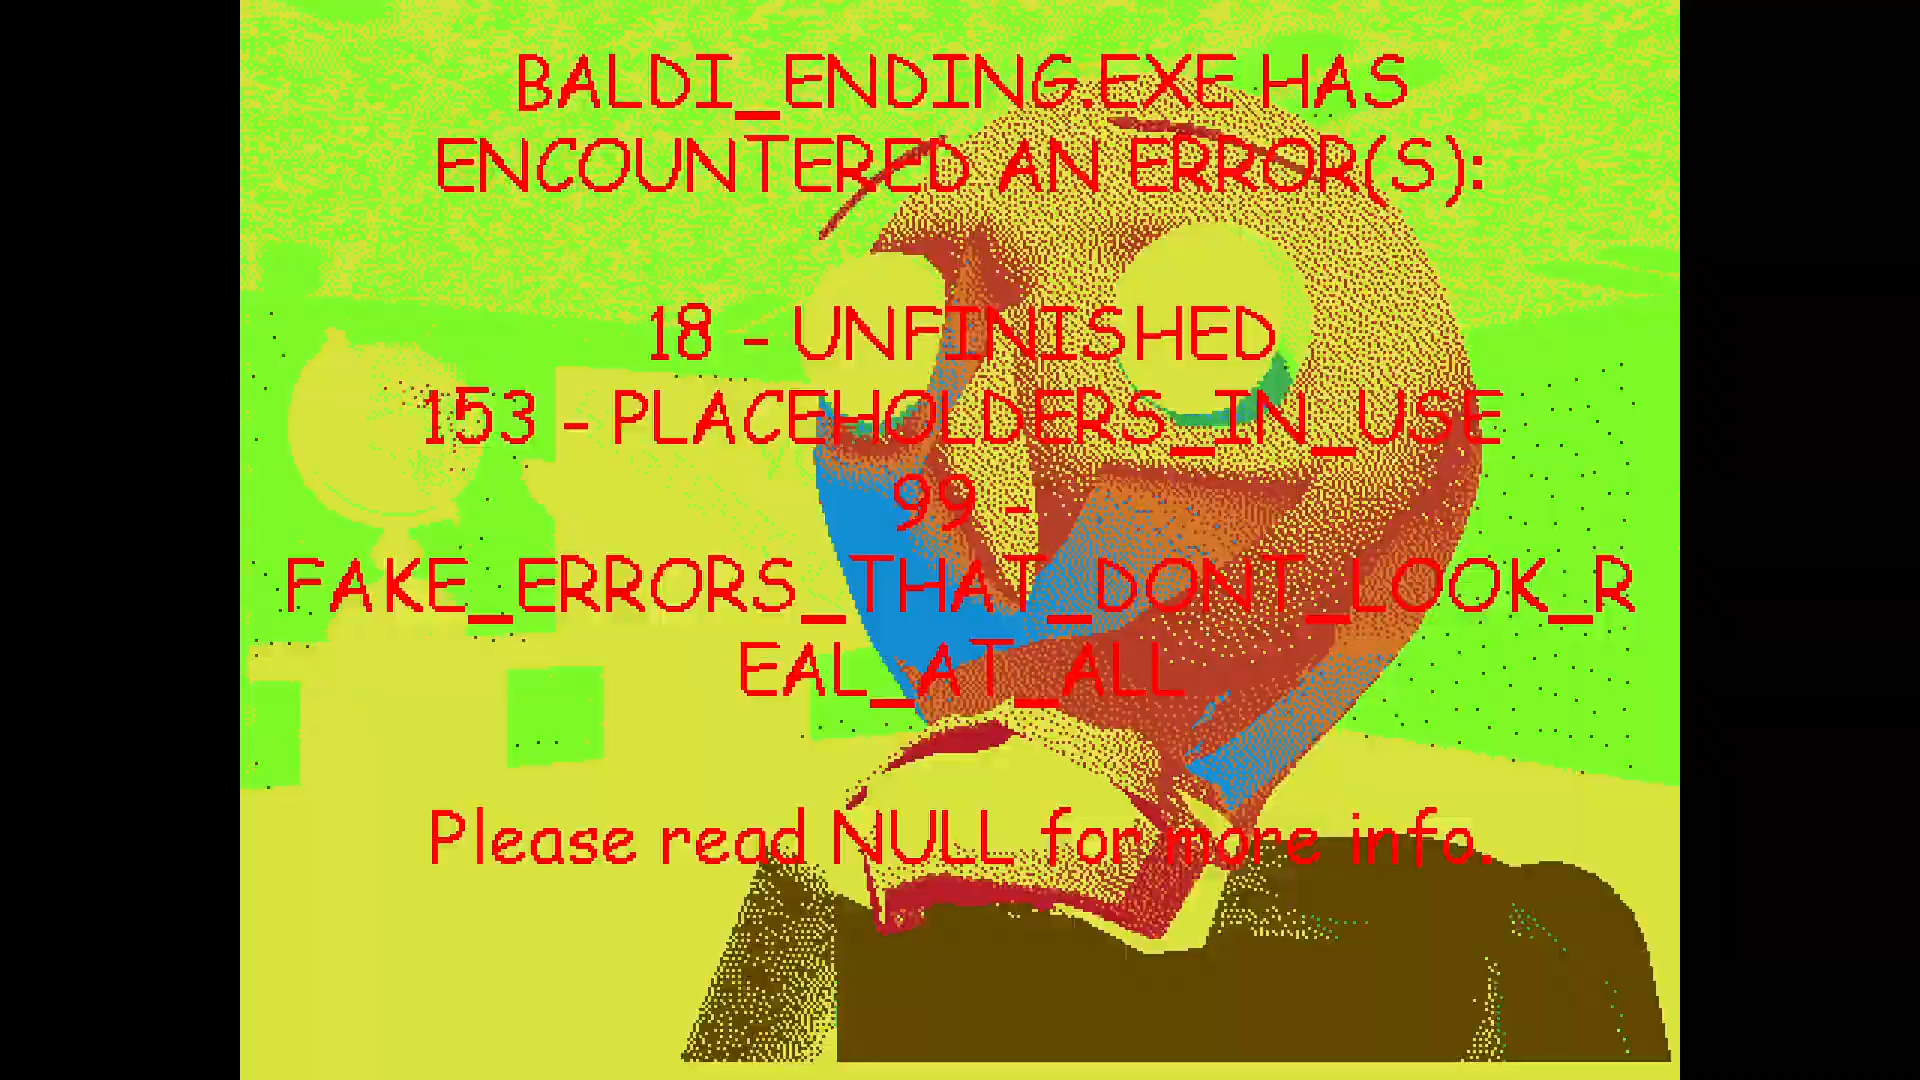 BALDI_ENDING.EXE HAS
ENCOUNTERED AN ERROR(S):
18 - UNFINISHED
153 - PLACEHOLDERS_IN_USE
99 -
FAKE_ERRORS_THAT_DONT_LOOK_R
EAL_AT_ALL
Please read NULL for more info.